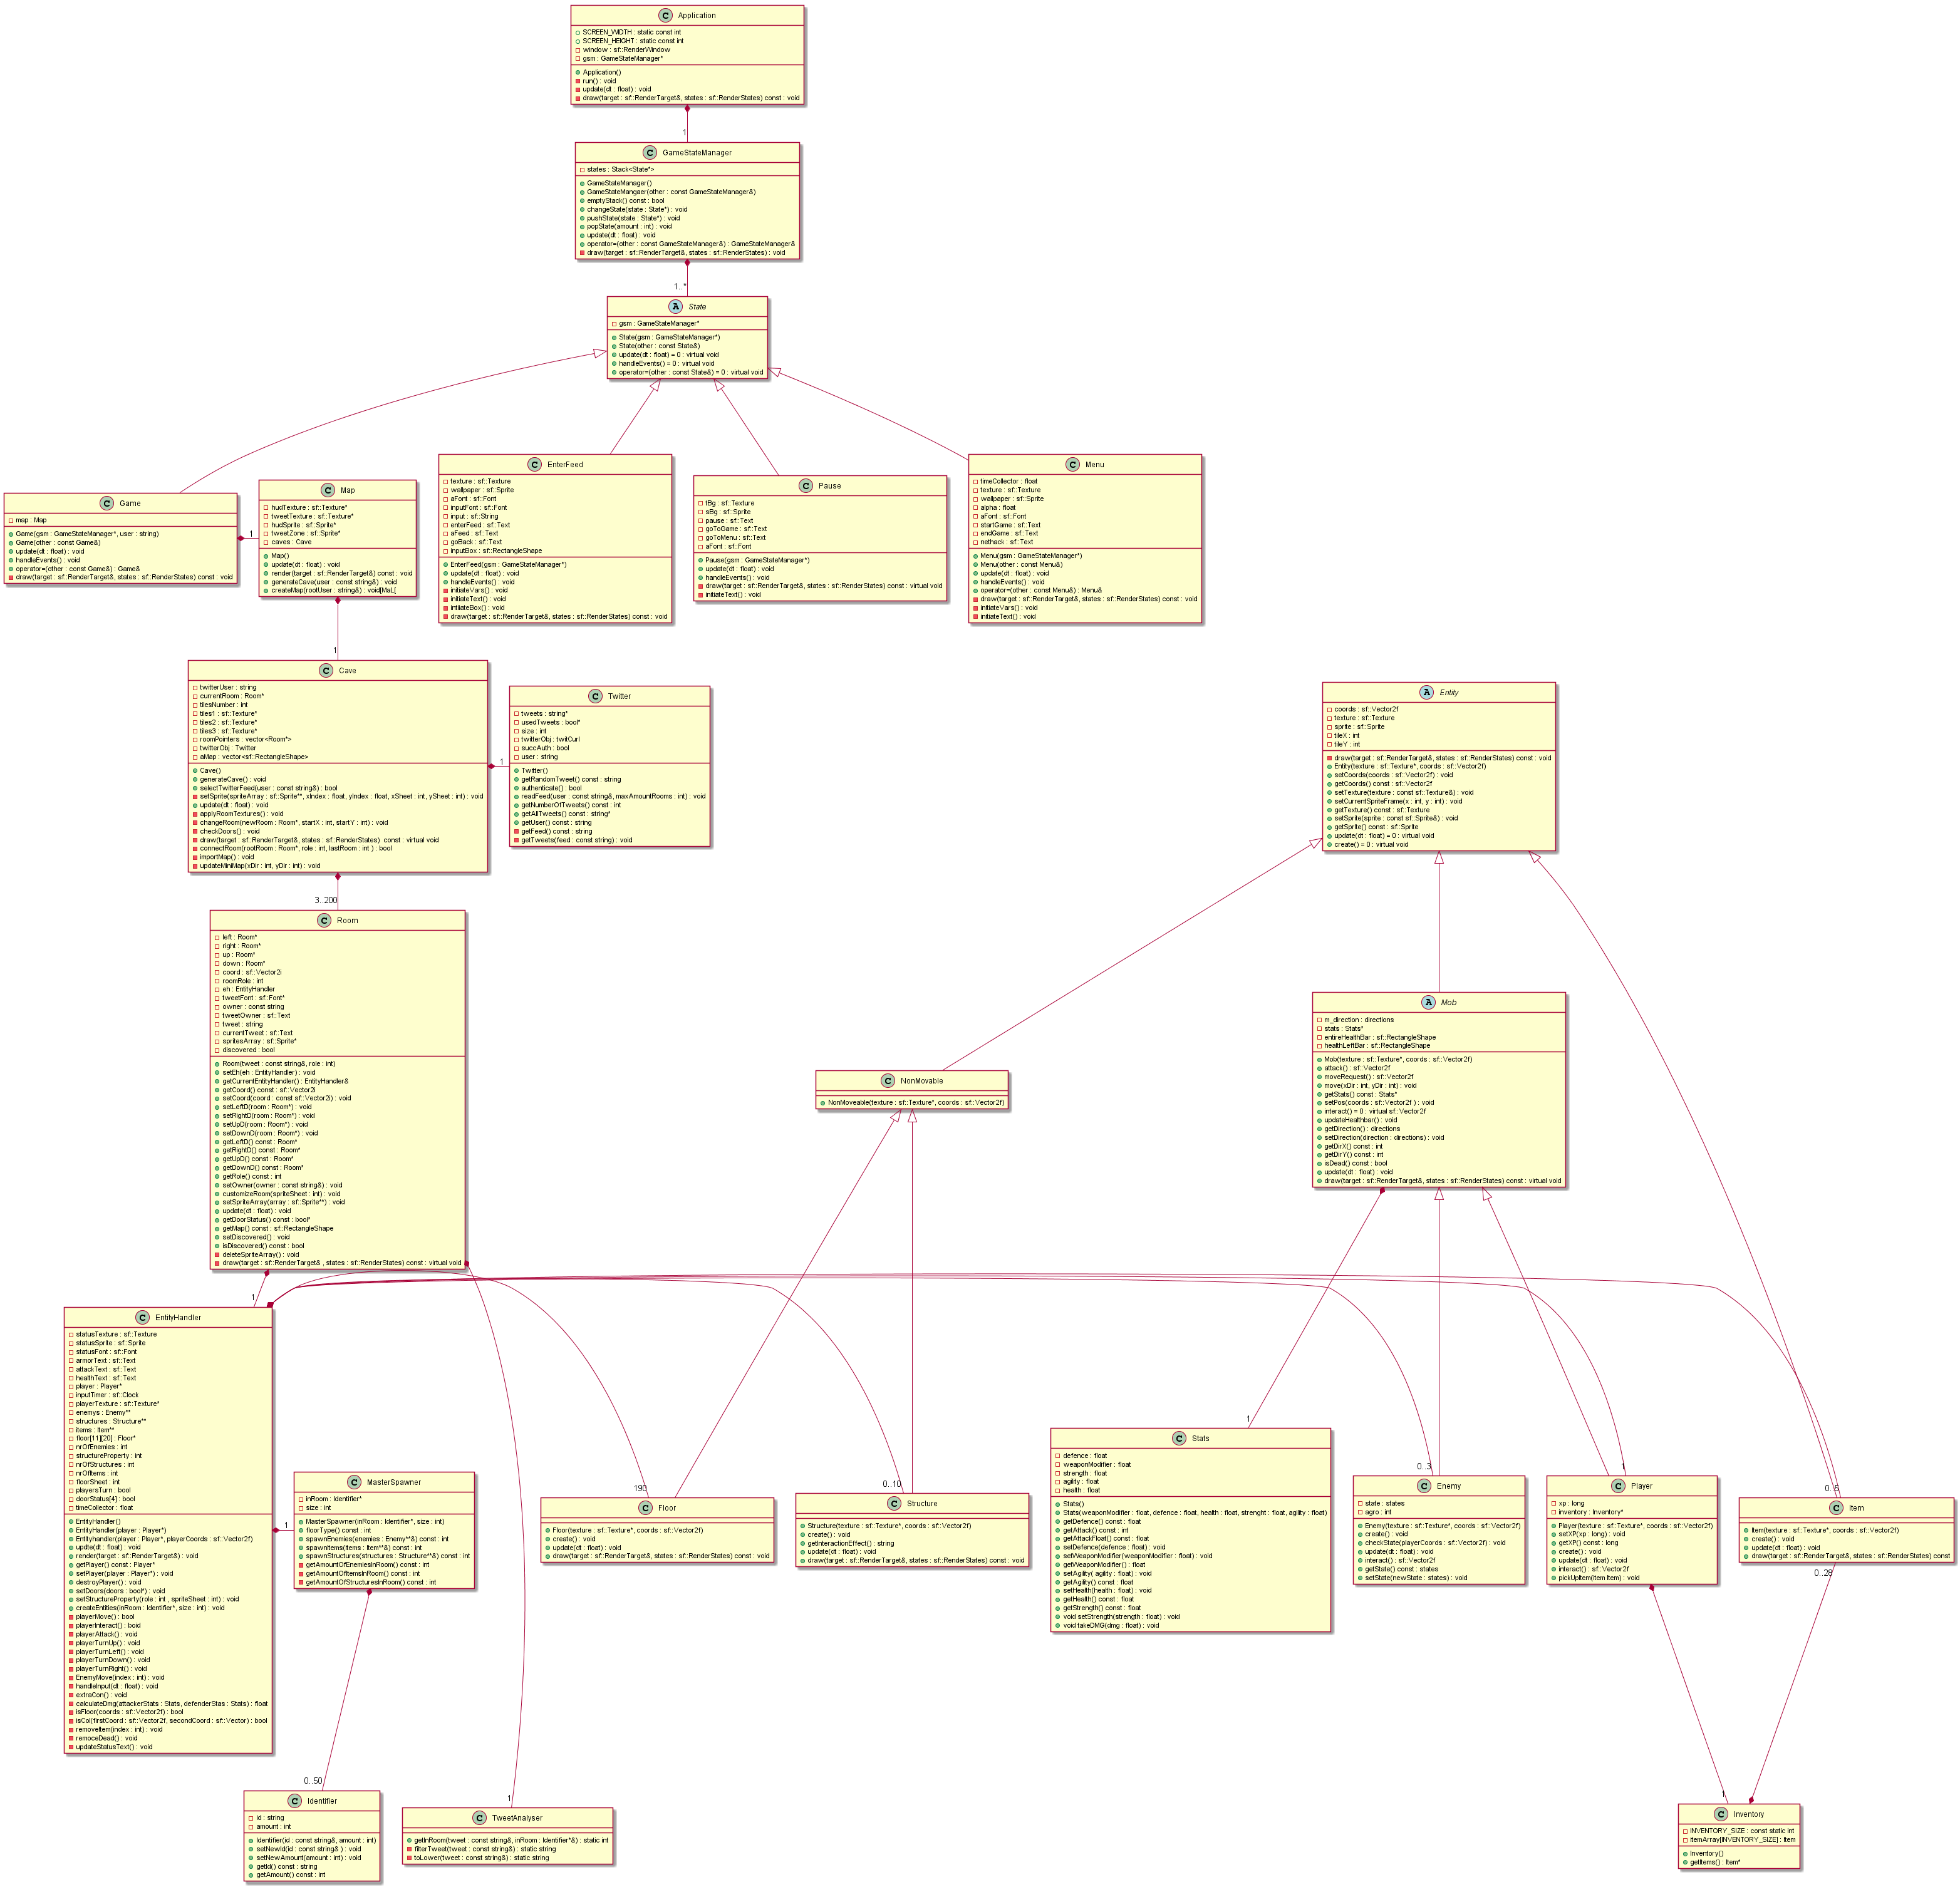 C Application
SCREEN_WIDTH : static const int
SCREEN_HEIGHT : static const int
window : sf::RenderWindow
gsm : GameStateManager*
Application()
run() : void
update(dt : float) : void
draw(target : sf::RenderTarget&, states : sf::RenderStates) const : void
1
C GameStateManager
states : Stack<State*>
GameStateManager()
GameStateMangaer(other : const GameStateManager&)
emptyStack() const : bool
changeState(state : State*) : void
pushState(state : State*) : void
popState(amount : int) : void
update(dt : float) : void
operator=(other : const GameStateManager&) : GameStateManager&
draw(target : sf::RenderTarget&, states : sf::RenderStates) : void
1..*
A State
gsm : GameStateManager*
State(gsm : GameStateManager*)
State(other : const State&)
update(dt : float) = 0 : virtual void
handleEvents() = 0 : virtual void
operator=(other : const State&) = 0 : virtual void
C Game
map : Map
Game(gsm : GameStateManager*, user : string)
Game(other : const Game&)
update(dt : float) : void
handleEvents() : void
operator=(other : const Game&) : Game&
draw(target : sf::RenderTarget&, states : sf::RenderStates) const : void
1
C Map
hudTexture : sf::Texture*
tweetTexture : sf::Texture*
hudSprite : sf::Sprite*
tweetZone : sf::Sprite*
caves : Cave
Map()
update(dt : float) : void
render(target : sf::RenderTarget&) const : void
generateCave(user : const string&) : void
createMap(rootUser : string&) : void[MaL[
1
C EnterFeed
texture : sf::Texture
wallpaper : sf::Sprite
aFont : sf::Font
inputFont : sf::Font
input : sf::String
enterFeed : sf::Text
aFeed : sf::Text
goBack : sf::Text
inputBox : sf::RectangleShape
EnterFeed(gsm : GameStateManager*)
update(dt : float) : void
handleEvents() : void
initiateVars() : void
initiateText() : void
intiiateBox() : void
draw(target : sf::RenderTarget&, states : sf::RenderStates) const : void
C Pause
tBg : sf::Texture
sBg : sf::Sprite
pause : sf::Text
goToGame : sf::Text
goToMenu : sf::Text
aFont : sf::Font
Pause(gsm : GameStateManager*)
update(dt : float) : void
handleEvents() : void
draw(target : sf::RenderTarget&, states : sf::RenderStates) const : virtual void
initiateText() : void
C Menu
timeCollector : float
texture : sf::Texture
wallpaper : sf::Sprite
alpha : float
aFont : sf::Font
startGame : sf::Text
endGame : sf::Text
nethack : sf::Text
Menu(gsm : GameStateManager*)
Menu(other : const Menu&)
update(dt : float) : void
handleEvents() : void
operator=(other : const Menu&) : Menu&
draw(target : sf::RenderTarget&, states : sf::RenderStates) const : void
initiateVars() : void
initiateText() : void
C Cave
twitterUser : string
currentRoom : Room*
tilesNumber : int
tiles1 : sf::Texture*
tiles2 : sf::Texture*
tiles3 : sf::Texture*
roomPointers : vector<Room*>
twitterObj : Twitter
aMap : vector<sf::RectangleShape>
Cave()
generateCave() : void
selectTwitterFeed(user : const string&) : bool
setSprite(spriteArray : sf::Sprite**, xIndex : float, yIndex : float, xSheet : int, ySheet : int) : void
update(dt : float) : void
applyRoomTextures() : void
changeRoom(newRoom : Room*, startX : int, startY : int) : void
checkDoors() : void
draw(target : sf::RenderTarget&, states : sf::RenderStates) const : virtual void
connectRoom(rootRoom : Room*, role : int, lastRoom : int ) : bool
importMap() : void
updateMiniMap(xDir : int, yDir : int) : void
1
3..200
C Twitter
tweets : string*
usedTweets : bool*
size : int
twitterObj : twitCurl
succAuth : bool
user : string
Twitter()
getRandomTweet() const : string
authenticate() : bool
readFeed(user : const string&, maxAmountRooms : int) : void
getNumberOfTweets() const : int
getAllTweets() const : string*
getUser() const : string
getFeed() const : string
getTweets(feed : const string) : void
A Entity
coords : sf::Vector2f
texture : sf::Texture
sprite : sf::Sprite
tileX : int
tileY : int
draw(target : sf::RenderTarget&, states : sf::RenderStates) const : void
Entity(texture : sf::Texture*, coords : sf::Vector2f)
setCoords(coords : sf::Vector2f) : void
getCoords() const : sf::Vector2f
setTexture(texture : const sf::Texture&) : void
setCurrentSpriteFrame(x : int, y : int) : void
getTexture() const : sf::Texture
setSprite(sprite : const sf::Sprite&) : void
getSprite() const : sf::Sprite
update(dt : float) = 0 : virtual void
create() = 0 : virtual void
C Room
left : Room*
right : Room*
up : Room*
down : Room*
coord : sf::Vector2i
roomRole : int
eh : EntityHandler
tweetFont : sf::Font*
owner : const string
tweetOwner : sf::Text
tweet : string
currentTweet : sf::Text
spritesArray : sf::Sprite*
discovered : bool
Room(tweet : const string&, role : int)
setEh(eh : EntityHandler) : void
getCurrentEntityHandler() : EntityHandler&
getCoord() const : sf::Vector2i
setCoord(coord : const sf::Vector2i) : void
setLeftD(room : Room*) : void
setRightD(room : Room*) : void
setUpD(room : Room*) : void
setDownD(room : Room*) : void
getLeftD() const : Room*
getRightD() const : Room*
getUpD() const : Room*
getDownD() const : Room*
getRole() const : int
setOwner(owner : const string&) : void
customizeRoom(spriteSheet : int) : void
setSpriteArray(array : sf::Sprite**) : void
update(dt : float) : void
getDoorStatus() const : bool*
getMap() const : sf::RectangleShape
setDiscovered() : void
isDiscovered() const : bool
deleteSpriteArray() : void
draw(target : sf::RenderTarget& , states : sf::RenderStates) const : virtual void
1
C NonMovable
NonMoveable(texture : sf::Texture*, coords : sf::Vector2f)
A Mob
m_direction : directions
stats : Stats*
entireHealthBar : sf::RectangleShape
healthLeftBar : sf::RectangleShape
Mob(texture : sf::Texture*, coords : sf::Vector2f)
attack() : sf::Vector2f
moveRequest() : sf::Vector2f
move(xDir : int, yDir : int) : void
getStats() const : Stats*
setPos(coords : sf::Vector2f ) : void
interact() = 0 : virtual sf::Vector2f
updateHealthbar() : void
getDirection() : directions
setDirection(direction : directions) : void
getDirX() const : int
getDirY() const : int
isDead() const : bool
update(dt : float) : void
draw(target : sf::RenderTarget&, states : sf::RenderStates) const : virtual void
C EntityHandler
statusTexture : sf::Texture
statusSprite : sf::Sprite
statusFont : sf::Font
armorText : sf::Text
attackText : sf::Text
healthText : sf::Text
player : Player*
inputTimer : sf::Clock
playerTexture : sf::Texture*
enemys : Enemy**
structures : Structure**
items : Item**
floor[11][20] : Floor*
nrOfEnemies : int
structureProperty : int
nrOfStructures : int
nrOfItems : int
floorSheet : int
playersTurn : bool
doorStatus[4] : bool
timeCollector : float
EntityHandler()
EntityHandler(player : Player*)
Entityhandler(player : Player*, playerCoords : sf::Vector2f)
updte(dt : float) : void
render(target : sf::RenderTarget&) : void
getPlayer() const : Player*
setPlayer(player : Player*) : void
destroyPlayer() : void
setDoors(doors : bool*) : void
setStructureProperty(role : int , spriteSheet : int) : void
createEntities(inRoom : Identifier*, size : int) : void
playerMove() : bool
playerInteract() : boid
playerAttack() : void
playerTurnUp() : void
playerTurnLeft() : void
playerTurnDown() : void
playerTurnRight() : void
EnemyMove(index : int) : void
handleInput(dt : float) : void
extraCon() : void
calculateDmg(attackerStats : Stats, defenderStas : Stats) : float
isFloor(coords : sf::Vector2f) : bool
isCol(firstCoord : sf::Vector2f, secondCoord : sf::Vector) : bool
removeItem(index : int) : void
removeDead() : void
updateStatusText() : void
1
C MasterSpawner
inRoom : Identifier*
size : int
MasterSpawner(inRoom : Identifier*, size : int)
floorType() const : int
spawnEnemies(enemies : Enemy**&) const : int
spawnItems(items : Item**&) const : int
spawnStructures(structures : Structure**&) const : int
getAmountOfEnemiesInRoom() const : int
getAmountOfItemsInRoom() const : int
getAmountOfStructuresInRoom() const : int
190
C Floor
Floor(texture : sf::Texture*, coords : sf::Vector2f)
create() : void
update(dt : float) : void
draw(target : sf::RenderTarget&, states : sf::RenderStates) const : void
0..10
C Structure
Structure(texture : sf::Texture*, coords : sf::Vector2f)
create() : void
getInteractionEffect() : string
update(dt : float) : void
draw(target : sf::RenderTarget&, states : sf::RenderStates) const : void
1
C Stats
defence : float
weaponModifier : float
strength : float
agility : float
health : float
Stats()
Stats(weaponModifier : float, defence : float, health : float, strenght : float, agility : float)
getDefence() const : float
getAttack() const : int
getAttackFloat() const : float
setDefence(defence : float) : void
setWeaponModifier(weaponModifier : float) : void
getWeaponModifier() : float
setAgility( agility : float) : void
getAgility() const : float
setHealth(health : float) : void
getHealth() const : float
getStrength() const : float
void setStrength(strength : float) : void
void takeDMG(dmg : float) : void
0..3
C Enemy
state : states
agro : int
Enemy(texture : sf::Texture*, coords : sf::Vector2f)
create() : void
checkState(playerCoords : sf::Vector2f) : void
update(dt : float) : void
interact() : sf::Vector2f
getState() const : states
setState(newState : states) : void
1
C Player
xp : long
inventory : Inventory*
Player(texture : sf::Texture*, coords : sf::Vector2f)
setXP(xp : long) : void
getXP() const : long
create() : void
update(dt : float) : void
interact() : sf::Vector2f
pickUpItem(item Item) : void
0..5
C Item
Item(texture : sf::Texture*, coords : sf::Vector2f)
create() : void
update(dt : float) : void
draw(target : sf::RenderTarget&, states : sf::RenderStates) const
0..28
0..50
C Identifier
id : string
amount : int
Identifier(id : const string&, amount : int)
setNewId(id : const string& ) : void
setNewAmount(amount : int) : void
getId() const : string
getAmount() const : int
1
C TweetAnalyser
getInRoom(tweet : const string&, inRoom : Identifier*&) : static int
filterTweet(tweet : const string&) : static string
toLower(tweet : const string&) : static string
1
C Inventory
INVENTORY_SIZE : const static int
itemArray[INVENTORY_SIZE] : Item
Inventory()
getItems() : Item*